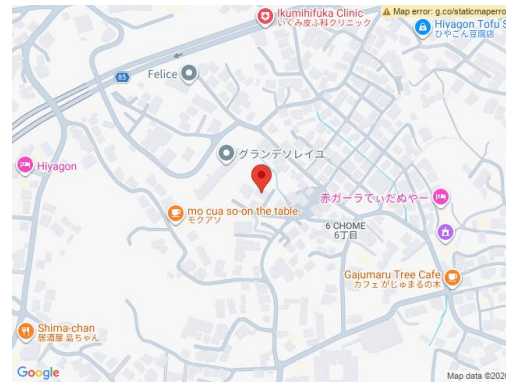 Map error: g.co/staticmaperro
Ikumihifuka Clinic
いくみ皮ふ科クリニック
Hiyagon Tofu S
ひやごん豆腐店
85
Felice
グランデソレイユ
Hiyagon
赤ガーラてぃだぬやー
mo cua so-on the table-
モクアソ
6 CHOME
6丁目
Gajumaru Tree Cafe
カフェ がじゅまるの木
Shima-chan
居酒屋 島ちゃん
Google
Map data ©2026